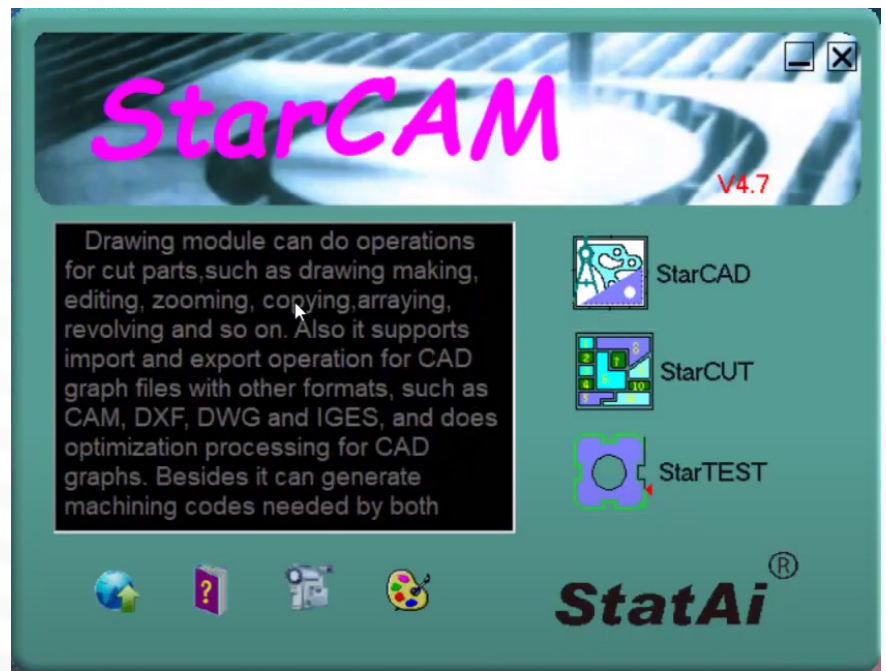 StarCAM
V4.7
Drawing module can do operations
for cut parts,such as drawing making,
editing, zooming, copying,arraying,
revolving and so on. Also it supports
import and export operation for CAD
graph files with other formats, such as
CAM, DXF, DWG and IGES, and does
optimization processing for CAD
graphs. Besides it can generate
machining codes needed by both
StarCAD
StarCUT
StarTEST
StatAi®